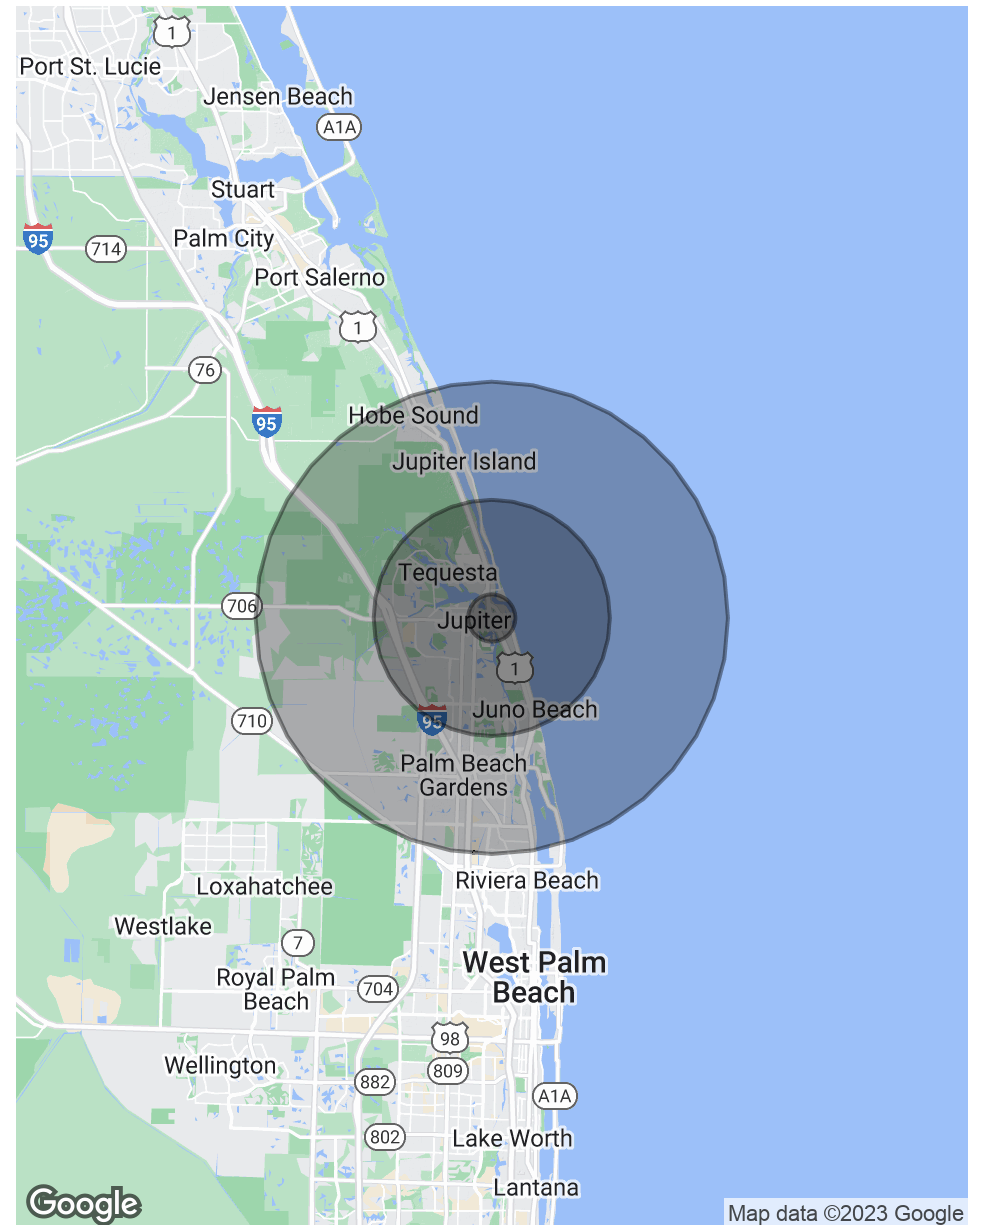 1
Port St. Lucie
Jensen Beach
A1A
Stuart
95
714
Palm City
Port Salerno
1
76
95
Hobe Sound
Jupiter Island
Tequesta
706
Jupiter
1
Juno Beach
95
710
Palm Beach
Gardens
Riviera Beach
Loxahatchee
Westlake
7
West Palm
Beach
Royal Palm
Beach
704
98
Wellington
809
882
A1A
802
Lake Worth
Lantana
Google
Map data ©2023 Google